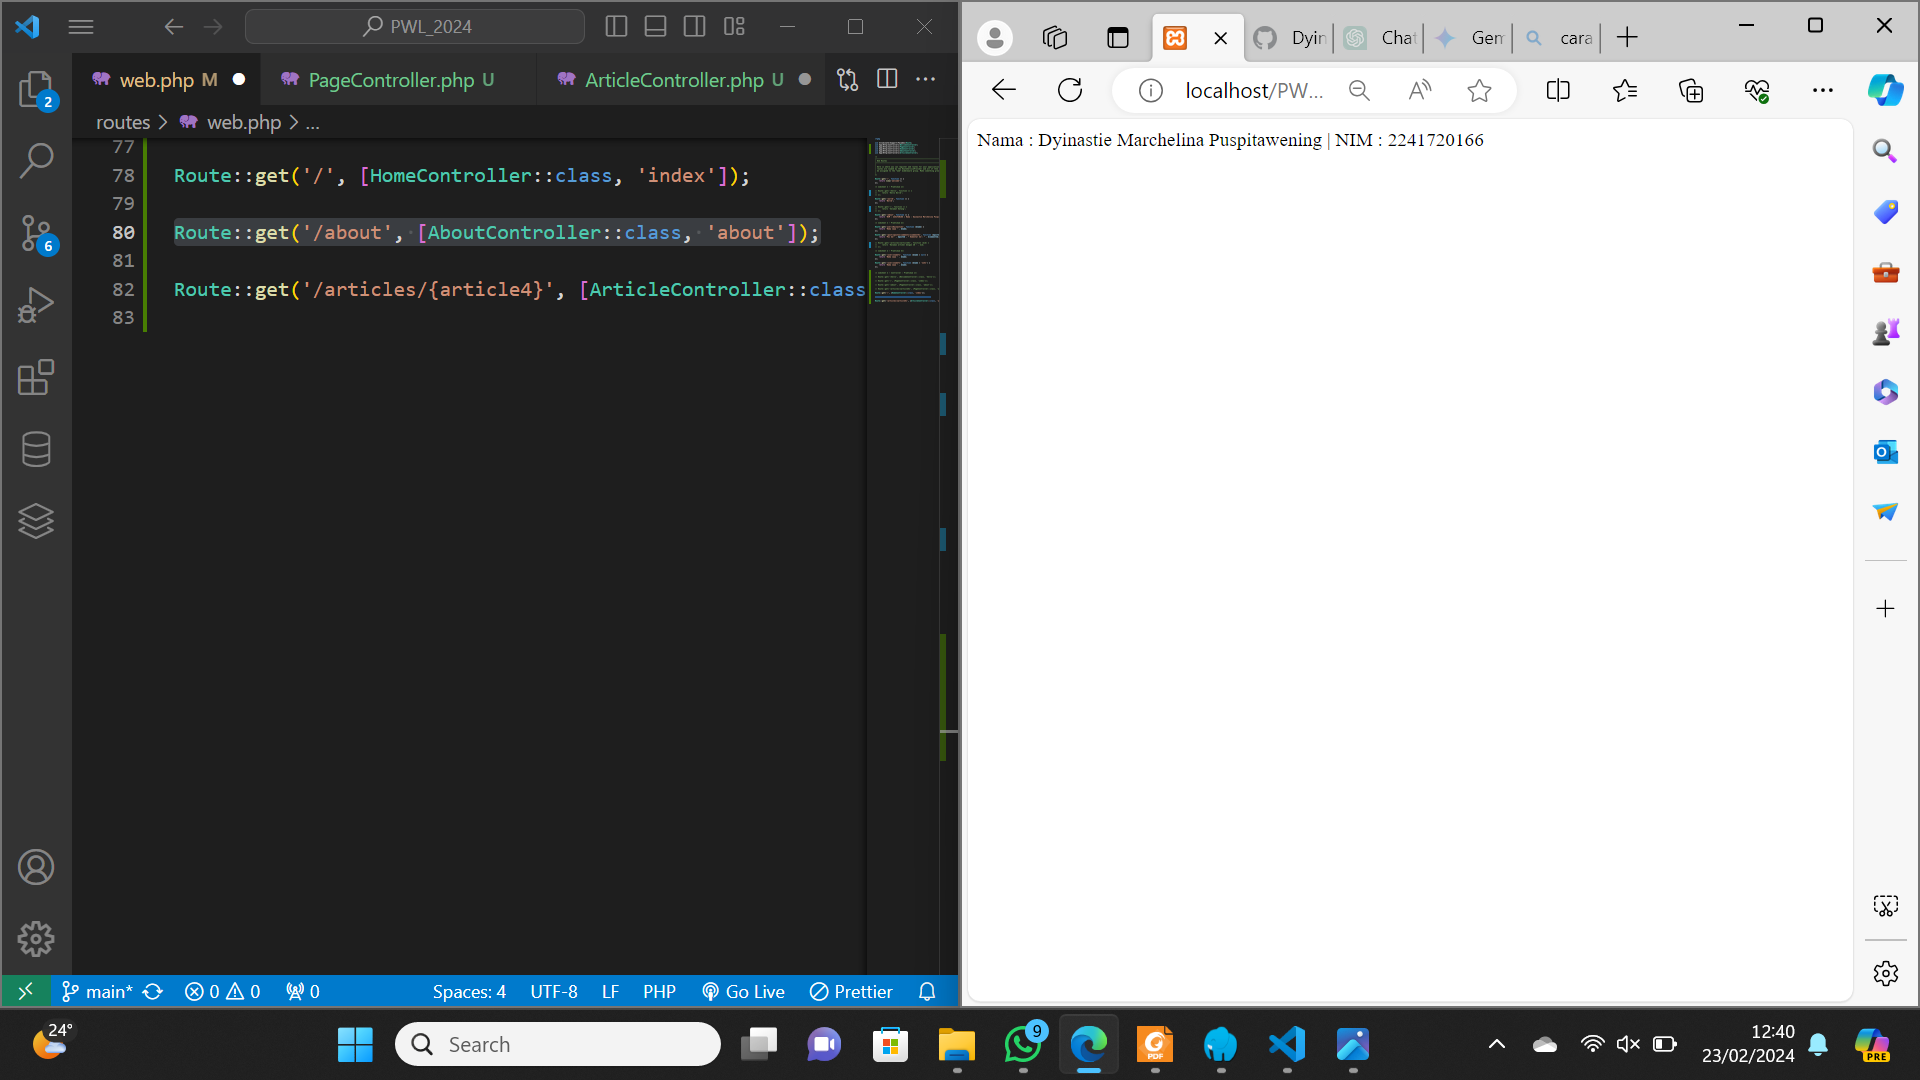 PWL_2024
web.php M
PageController.php U
ArticleController.php U
routes > web.php > ...
77
78 Route::get('/', [HomeController::class, 'index']);
79
80 Route::get('/about', [AboutController::class, 'about']);
81
82 Route::get('/articles/{article4}', [ArticleController::class
83
2
6
main* 0 0 0 Spaces: 4 UTF-8 LF PHP Go Live Prettier
Dyin
Chat
Gem
cara
localhost/PW...
Nama : Dyinastie Marchelina Puspitawening | NIM : 2241720166
24°
Search
9
PDF
12:40
23/02/2024
PRE